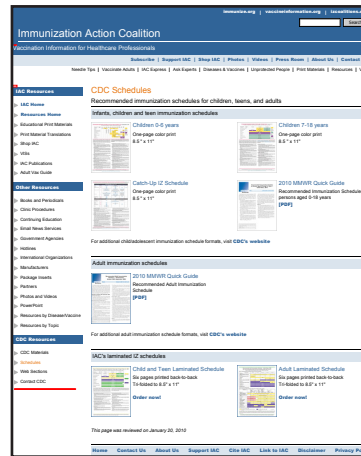 immunize.org | vaccineinformation.org | izcoalitions.
Search
Immunization Action Coalition
Vaccination Information for Healthcare Professionals
Subscribe | Support IAC | Shop IAC | Photos | Videos | Press Room | About Us | Contact
Needle Tips | Vaccinate Adults | IAC Express | Ask Experts | Diseases & Vaccines | Unprotected People | Print Materials | Resources |
IAC Resources
IAC Home
Resources Home
Educational Print Materials
Print Material Translations
Shop IAC
VISs
IAC Publications
Adult Vax Guide
Other Resources
Books and Periodicals
Clinic Procedures
Continuing Education
Email News Services
Government Agencies
Hotlines
International Organizations
Manufacturers
Package Inserts
Partners
Photos and Videos
PowerPoint
Resources by Disease/Vaccine
Resources by Topic
CDC Resources
CDC Materials
Schedules
Web Sections
Contact CDC
CDC Schedules
Recommended immunization schedules for children, teens, and adults
Infants, children and teen immunization schedules
Children 0-6 years
One-page color print
8.5" x 11"
Children 7-18 years
One-page color print
8.5" x 11"
Catch-Up IZ Schedule
One-page color print
8.5" x 11"
2010 MMWR Quick Guide
Recommended Immunization Schedule
persons aged 0-18 years
[PDF]
For additional child/adolescent immunization schedule formats, visit CDC's website
Adult immunization schedules
2010 MMWR Quick Guide
Recommended Adult Immunization
Schedule
[PDF]
For additional adult immunization schedule formats, visit CDC's website
IAC's laminated IZ schedules
Child and Teen Laminated Schedule
Six pages printed back-to-back
Tri-folded to 8.5" x 11"
Order now!
Adult Laminated Schedule
Six pages printed back-to-back
Tri-folded to 8.5" x 11"
Order now!
This page was reviewed on January 20, 2010
Home Contact Us About Us Support IAC Cite IAC Link to IAC Disclaimer Privacy